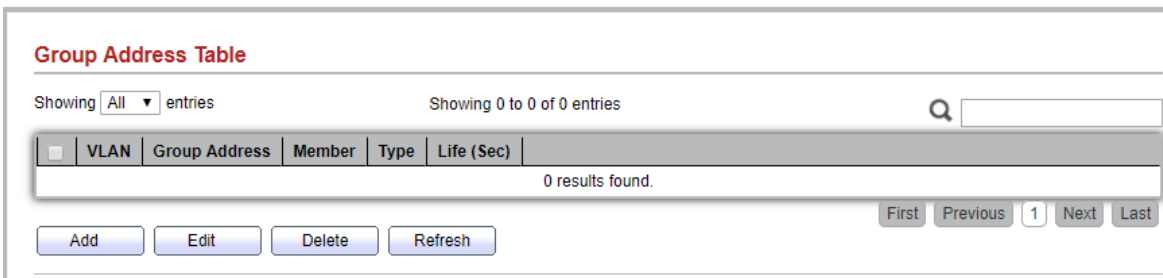 Group Address Table
Showing All entries Showing 0 to 0 of 0 entries
VLAN Group Address Member Type Life (Sec)
0 results found.
First Previous 1 Next Last
Add Edit Delete Refresh